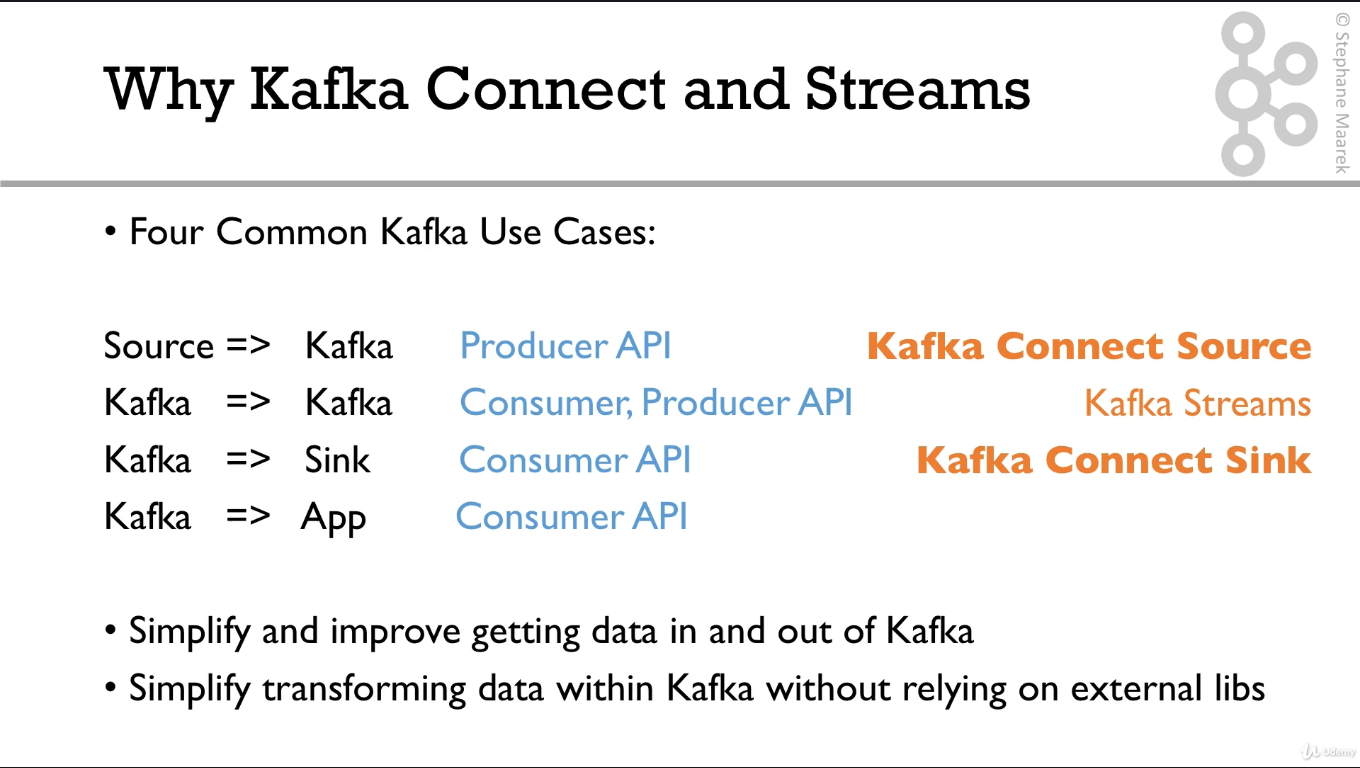 Why Kafka Connect and Streams
© Stephane Maarek
• Four Common Kafka Use Cases:
Source => Kafka Producer API Kafka Connect Source
Kafka => Kafka Consumer, Producer API Kafka Streams
Kafka => Sink Consumer API Kafka Connect Sink
Kafka => App Consumer API
• Simplify and improve getting data in and out of Kafka
• Simplify transforming data within Kafka without relying on external libs
Udemy